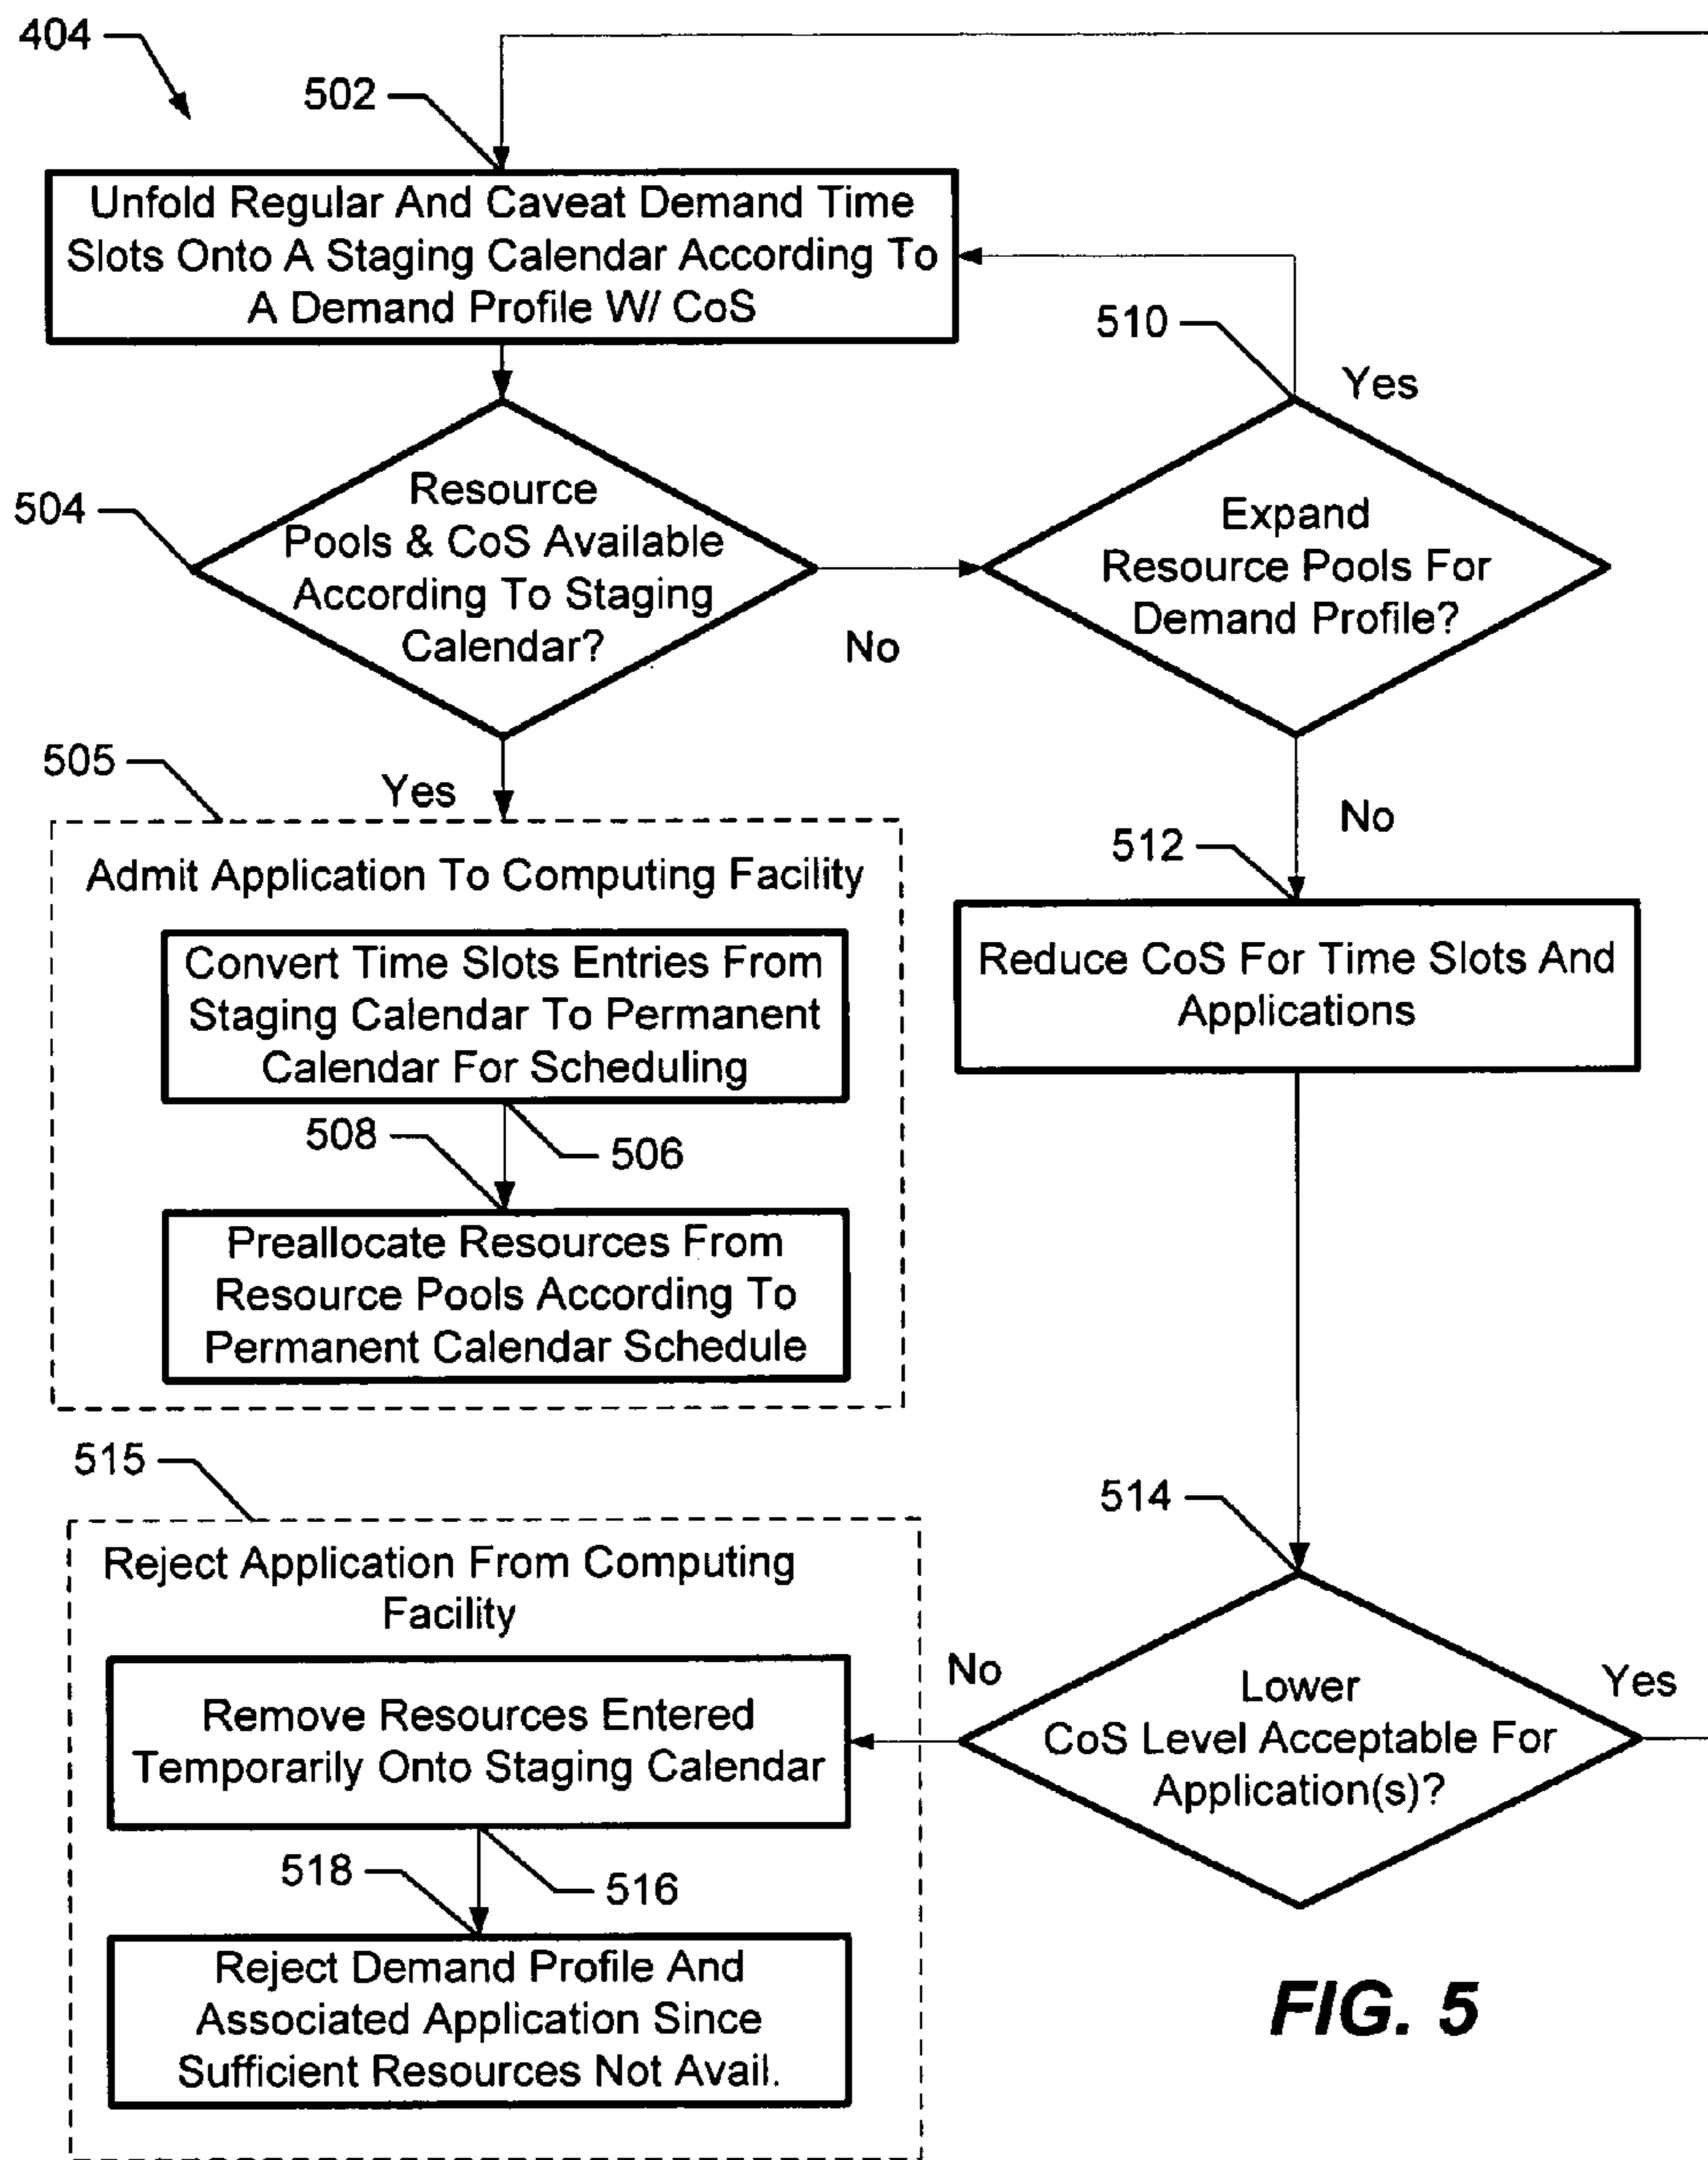 404
502
Unfold Regular And Caveat Demand Time
Slots Onto A Staging Calendar According To
A Demand Profile W/ CoS
510
Yes
504
Resource
Pools & CoS Available
According To Staging
Calendar?
No
Expand
Resource Pools For
Demand Profile?
505
Yes
No
512
Admit Application To Computing Facility
Convert Time Slots Entries From
Staging Calendar To Permanent
Calendar For Scheduling
Reduce CoS For Time Slots And
Applications
508
506
Preallocate Resources From
Resource Pools According To
Permanent Calendar Schedule
515
514
Reject Application From Computing
Facility
Remove Resources Entered
Temporarily Onto Staging Calendar
No
Lower
CoS Level Acceptable For
Application(s)?
Yes
518
516
Reject Demand Profile And
Associated Application Since
Sufficient Resources Not Avail.
FIG. 5